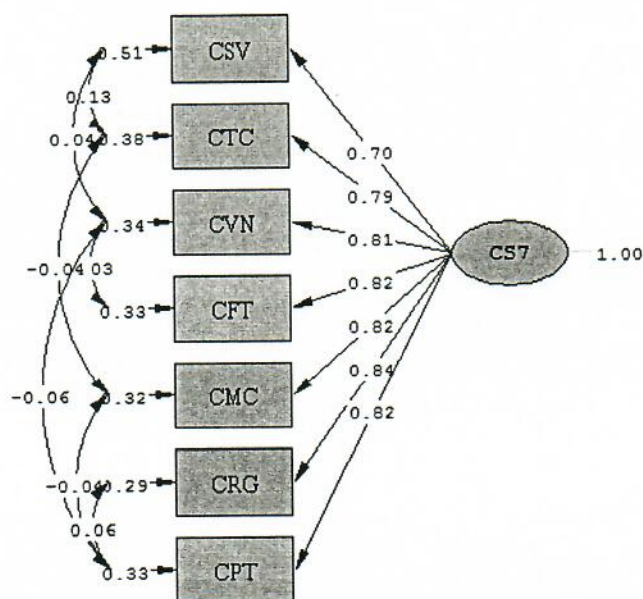 0.51 CSV
0.13
0.70
0.04 0.38 CTC
0.79
0.34 CVN
0.81
CS7 1.00
-0.04 03
0.82
0.33 CFT
0.82
-0.06 0.32 CMC
0.84
0.82
-0.04 0.29 CRG
0.06
0.33 CPT